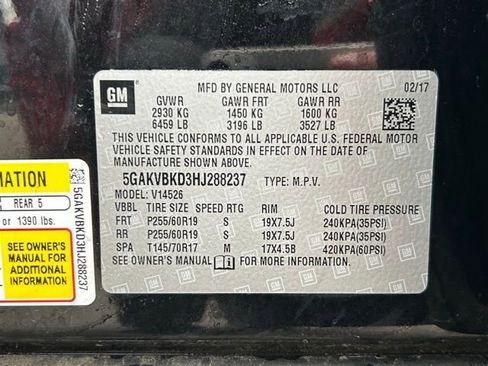 GM
MFD BY GENERAL MOTORS LLC 02/17
GVWR GAWR FRT GAWR RR
2930 KG 1450 KG 1600 KG
6459 LB 3196 LB 3527 LB
THIS VEHICLE CONFORMS TO ALL APPLICABLE U.S. FEDERAL MOTOR
VEHICLE SAFETY STANDARDS IN EFFECT ON THE DATE OF
MANUFACTURE SHOWN ABOVE.
5GAKVBKD3HJ288237 TYPE: M.P.V.
MODEL: V14526
VBBL TIRE SIZE SPEED RTG RIM COLD TIRE PRESSURE
FRT P255/60R19 S 19X7.5J 240KPA(35PSI)
RR P255/60R19 S 19X7.5J 240KPA(35PSI)
SPA T145/70R17 M 17X4.5B 420KPA(60PSI)
SEE OWNER'S MANUAL FOR MORE INFORMATION.
MATION
REAR 5
or 1390 lbs.
SEE OWNER'S
MANUAL FOR
ADDITIONAL
INFORMATION
5GAKVBKD3HJ288237